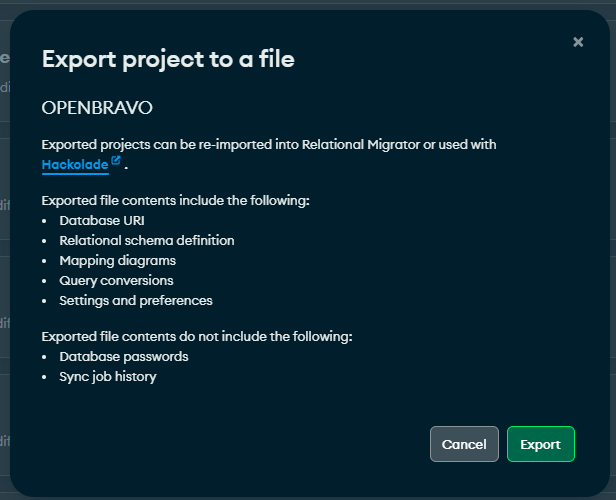 Export project to a file
OPENBRAVO
Exported projects can be re-imported into Relational Migrator or used with
Hackolade .
Exported file contents include the following:
• Database URI
• Relational schema definition
• Mapping diagrams
• Query conversions
• Settings and preferences
Exported file contents do not include the following:
• Database passwords
• Sync job history
Cancel Export